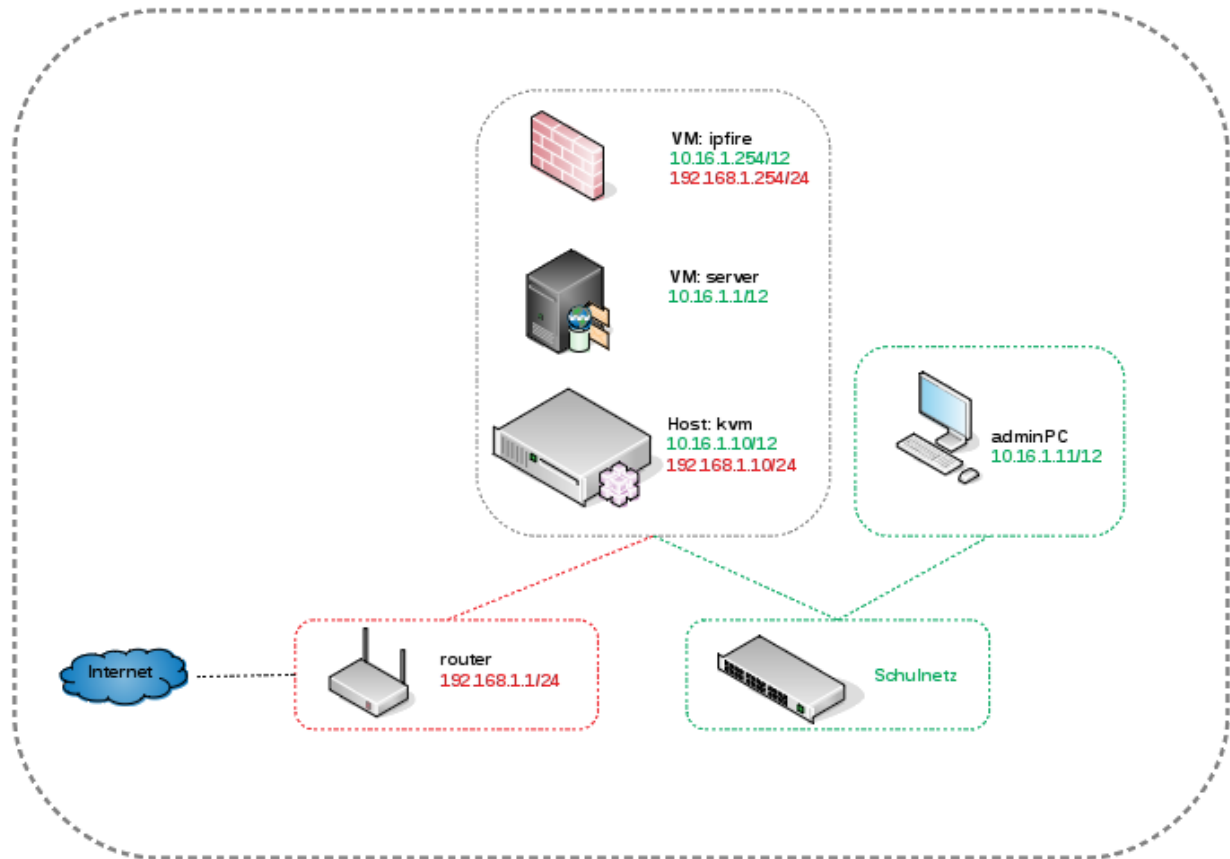 VM: ipfire
10.16.1.254/12
192.168.1.254/24
VM: server
10.16.1.1/12
Host: kvm
10.16.1.10/12
192.168.1.10/24
adminPC
10.16.1.11/12
Internet
router
192.168.1.1/24
Schulnetz